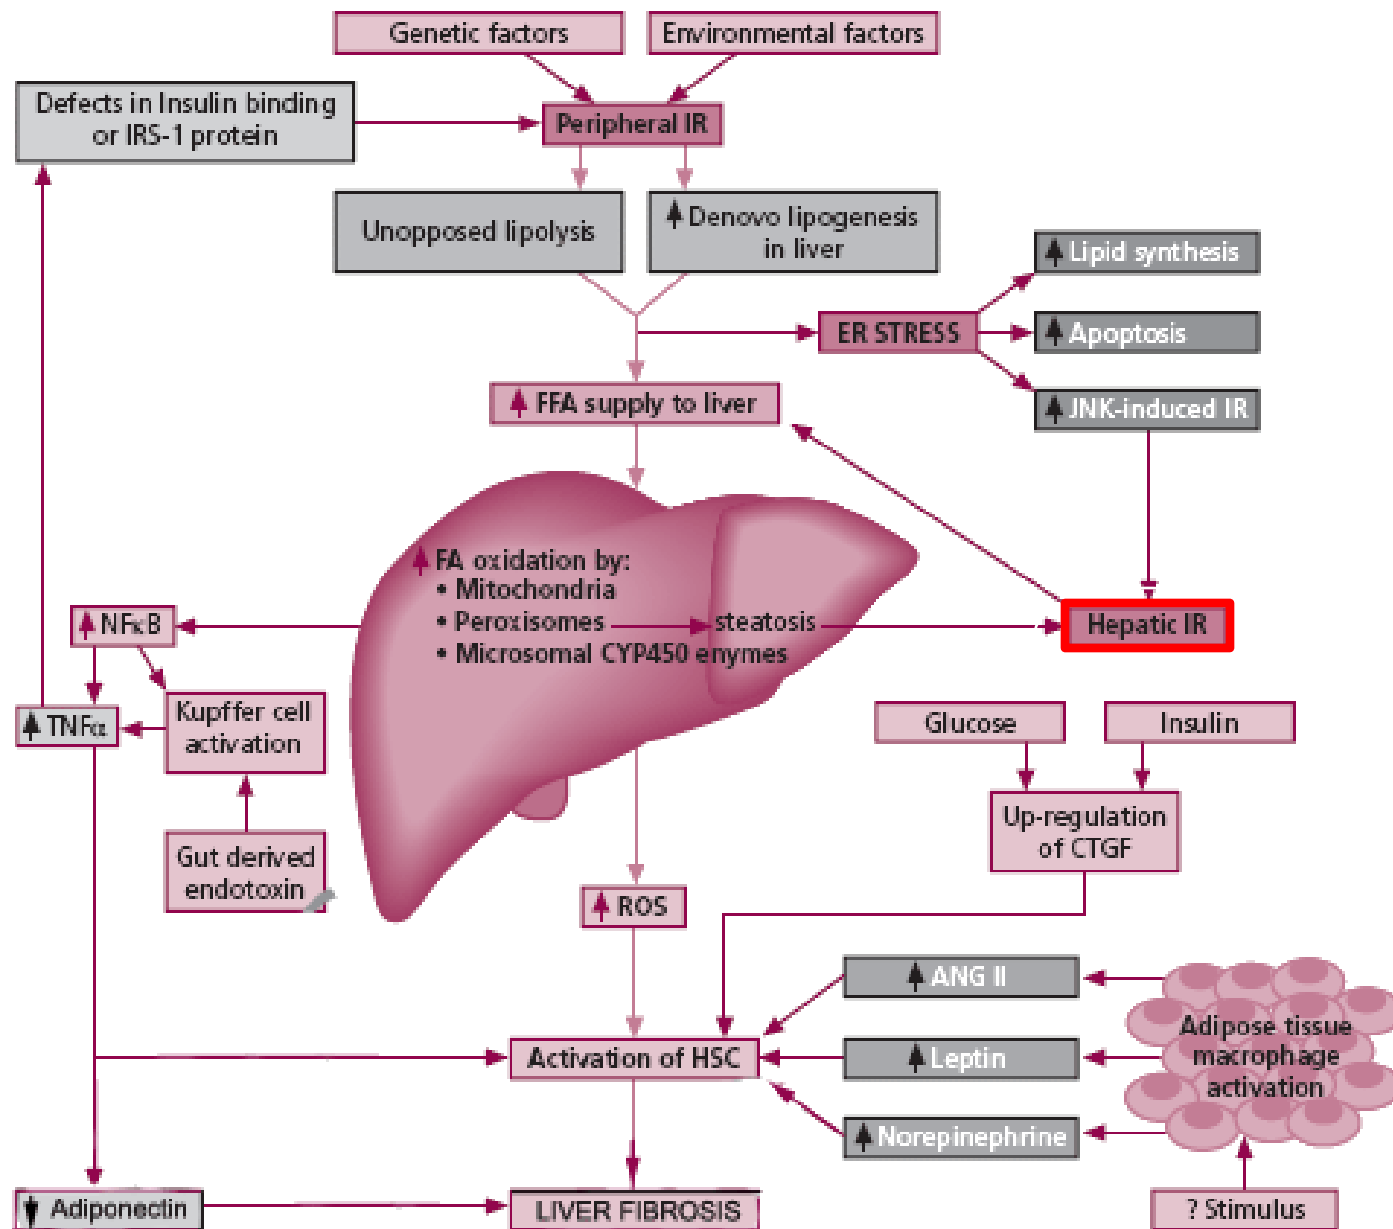 Genetic factors
Environmental factors
Defects in Insulin binding
or IRS-1 protein
Peripheral IR
Unopposed lipolysis
Denovo lipogenesis
in liver
Lipid synthesis
ER STRESS
Apoptosis
FFA supply to liver
JNK-induced IR
FA oxidation by:
• Mitochondria
• Peroxisomes
steatosis
• Microsomal CYP450 enymes
Hepatic IR
NFκB
TNFα
Kupffer cell
activation
Glucose
Insulin
Up-regulation
of CTGF
Gut derived
endotoxin
ROS
ANG II
Activation of HSC
Leptin
Adipose tissue
macrophage
activation
Norepinephrine
Adiponectin
LIVER FIBROSIS
? Stimulus